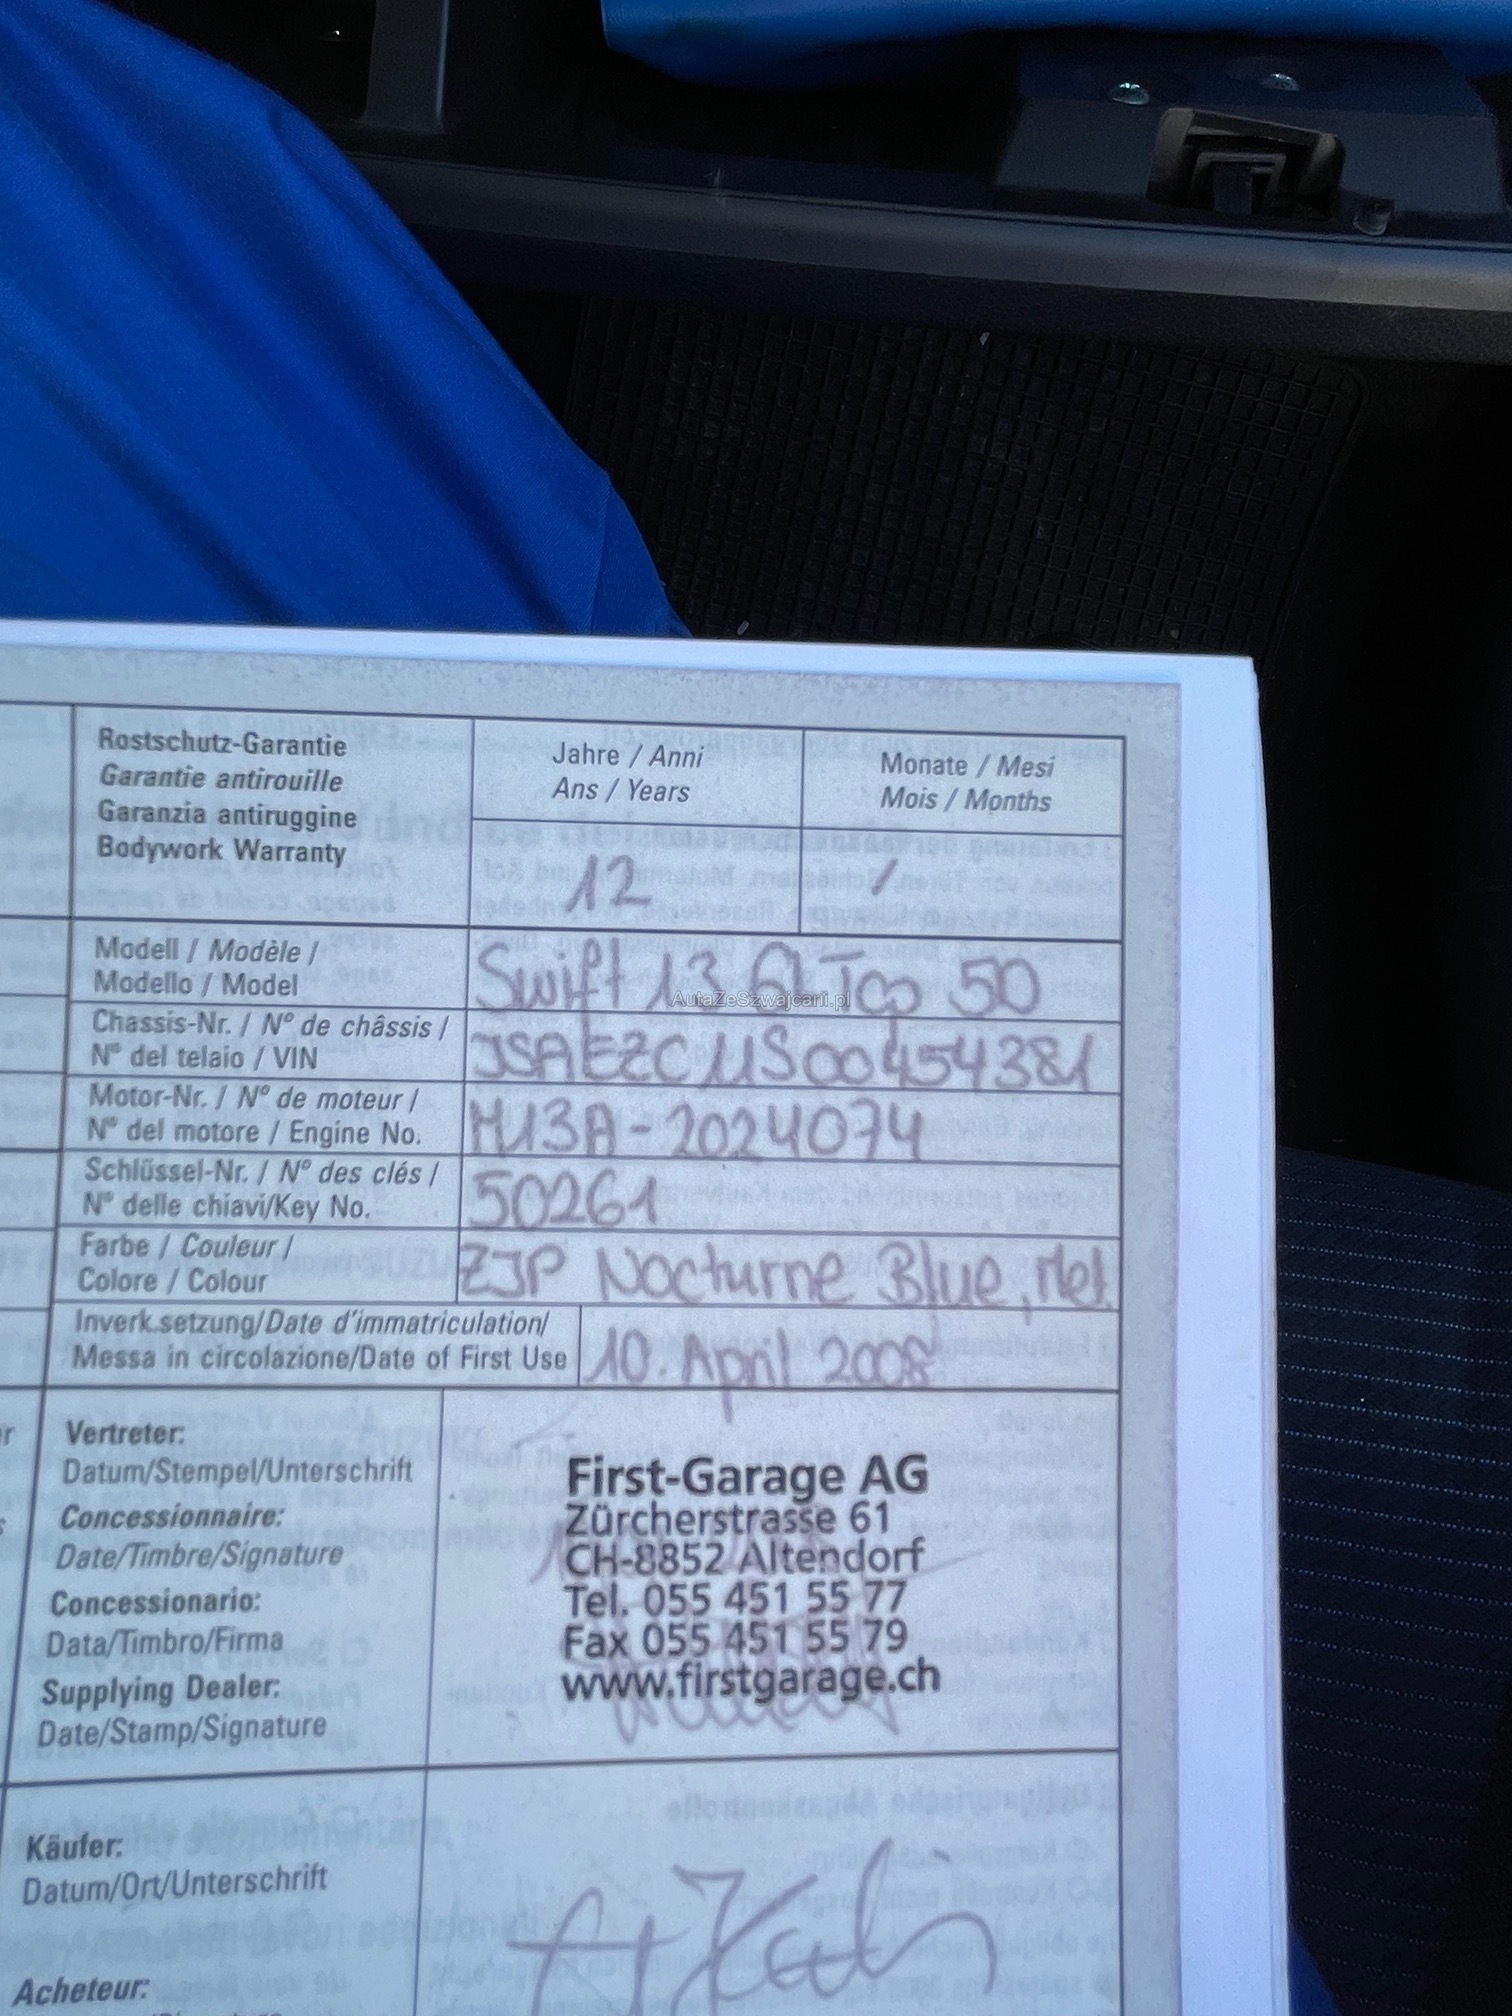 Rostschutz-Garantie
Garantie antirouille
Garanzia antiruggine
Bodywork Warranty
Jahre / Anni
Ans / Years
Monate / Mesi
Mois / Months
12
/
Modell / Modèle /
Modello / Model
Swift 1.3 Gl Top 50
AutaZeSzwajcarii.pl
Chassis-Nr. / N° de châssis /
N° del telaio / VIN
JSAEZC11S00454381
Motor-Nr. / N° de moteur /
N° del motore / Engine No.
M13A-2024074
Schlüssel-Nr. / N° des clés /
N° delle chiavi/Key No.
50261
Farbe / Couleur /
Colore / Colour
ZJP Nocturne Blue, Met.
Inverk.setzung/Date d'immatriculation/
Messa in circolazione/Date of First Use
10. April 2008
Vertreter:
Datum/Stempel/Unterschrift
Concessionnaire:
Date/Timbre/Signature
Concessionario:
Data/Timbro/Firma
Supplying Dealer:
Date/Stamp/Signature
First-Garage AG
Zürcherstrasse 61
CH-8852 Altendorf
Tel. 055 451 55 77
Fax 055 451 55 79
www.firstgarage.ch
Käufer:
Datum/Ort/Unterschrift
Acheteur: